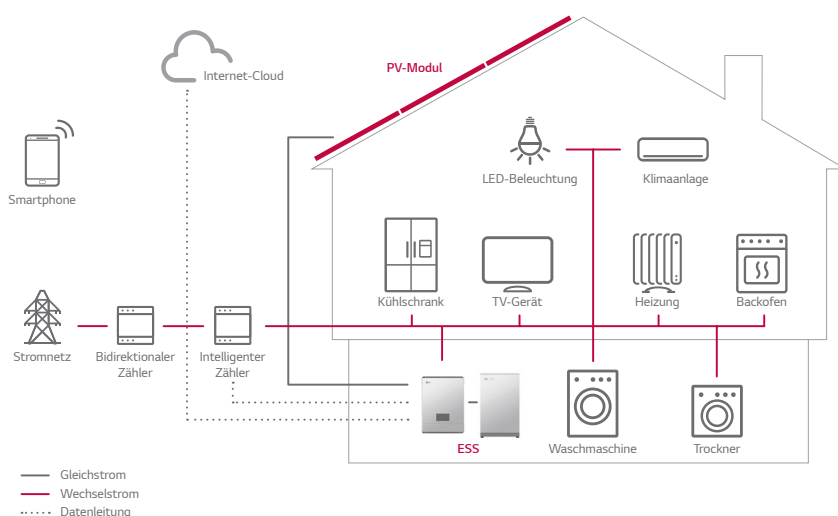 PV-Modul
Internet-Cloud
Smartphone
LED-Beleuchtung
Klimaanlage
Kühlschrank
TV-Gerät
Heizung
Backofen
Stromnetz
Bidirektionaler
Zähler
Intelligenter
Zähler
ESS
Waschmaschine
Trockner
Gleichstrom
Wechselstrom
Datenleitung